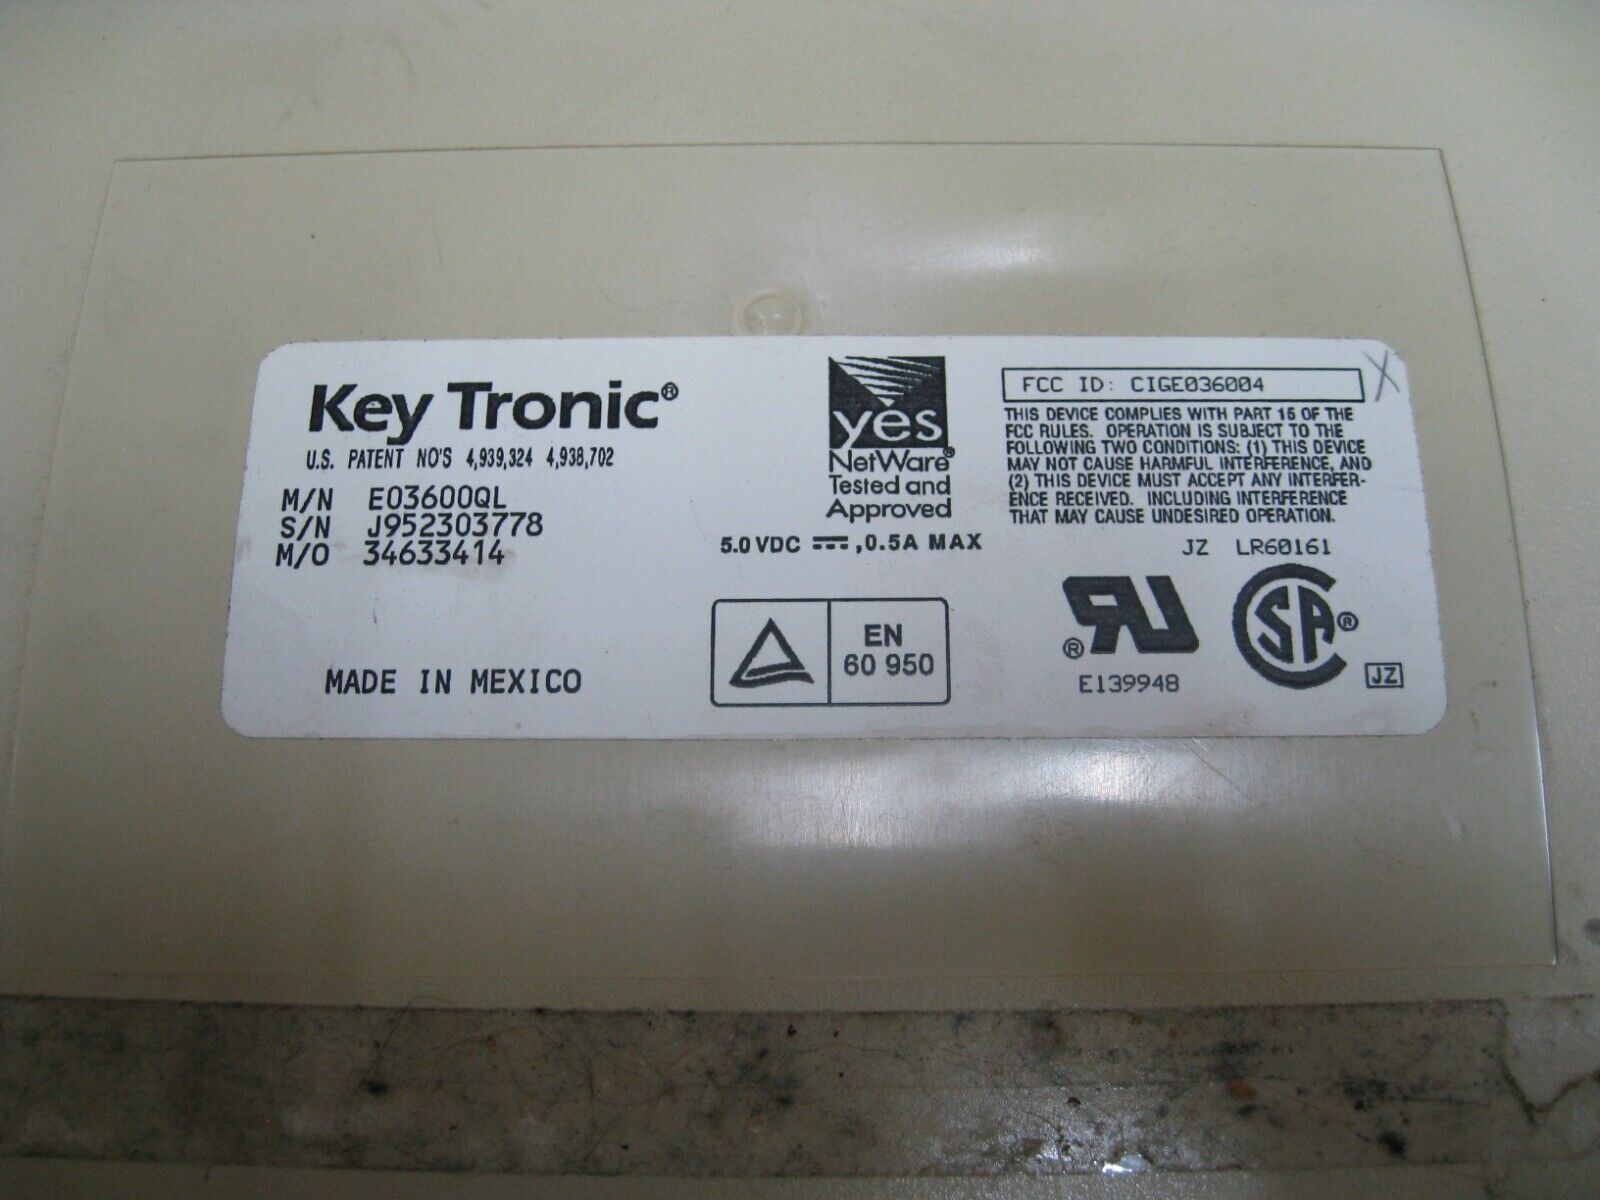 Key Tronic®
U.S. PATENT NO'S 4,939,324 4,938,702
M/N E03600QL
S/N J952303778
M/O 34633414
MADE IN MEXICO
yes
NetWare®
Tested and
Approved
5.0 VDC ⎓,0.5A MAX
EN
60 950
FCC ID: CIGE036004
X
THIS DEVICE COMPLIES WITH PART 15 OF THE
FCC RULES. OPERATION IS SUBJECT TO THE
FOLLOWING TWO CONDITIONS: (1) THIS DEVICE
MAY NOT CAUSE HARMFUL INTERFERENCE, AND
(2) THIS DEVICE MUST ACCEPT ANY INTERFER-
ENCE RECEIVED. INCLUDING INTERFERENCE
THAT MAY CAUSE UNDESIRED OPERATION.
JZ LR60161
®RU
E139948
SA®
JZ